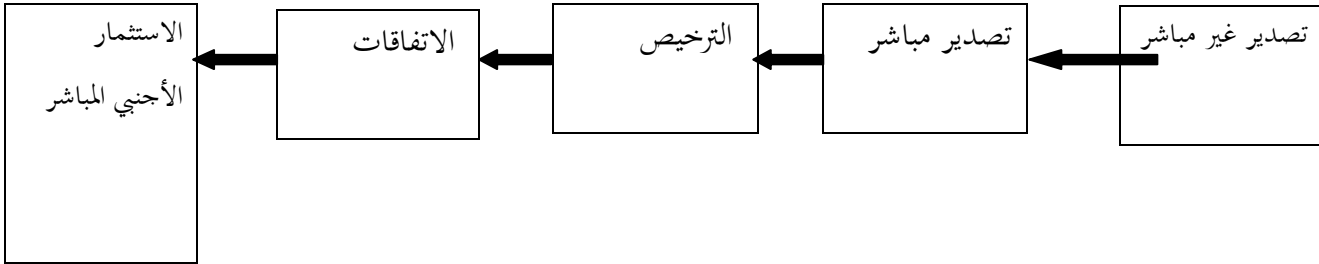 تصدير غير مباشر
تصدير مباشر
الترخيص
الاتفاقات
الاستثمار
الأجنبي المباشر